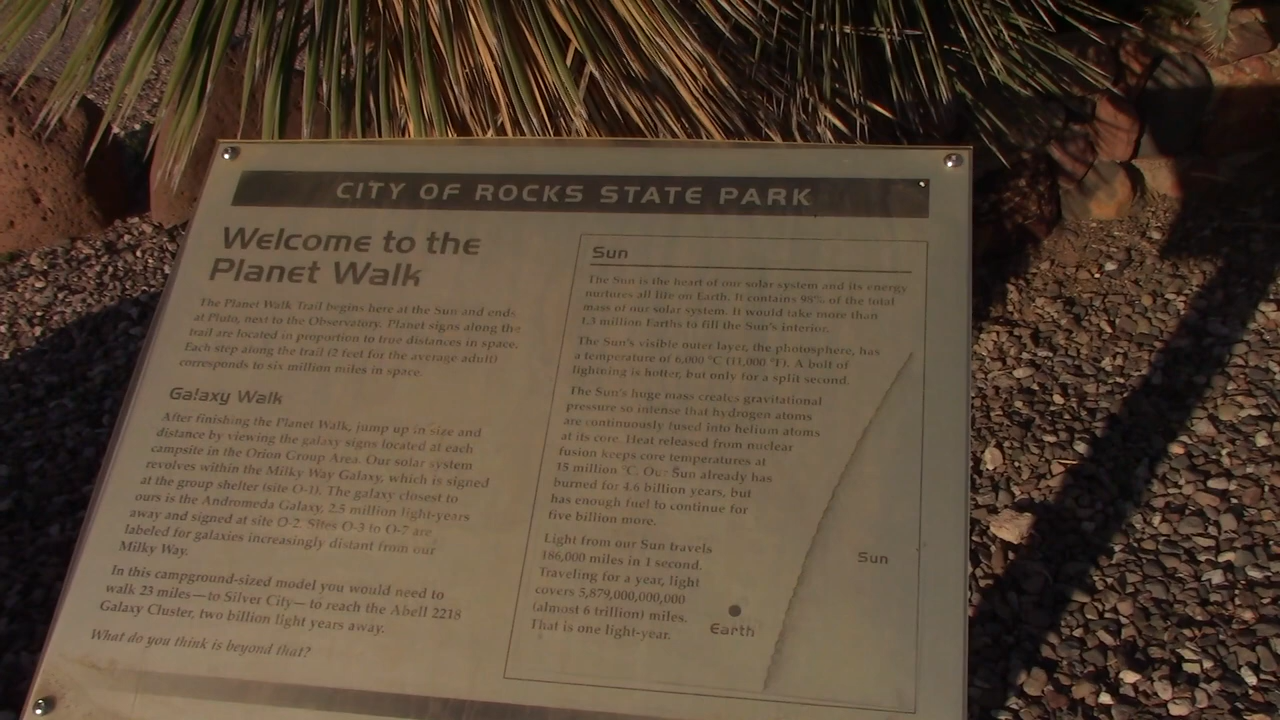 CITY OF ROCKS STATE PARK
Welcome to the
Planet Walk
The Planet Walk Trail begins here at the Sun and ends
at Pluto, next to the Observatory. Planet signs along the
trail are located in proportion to true distances in space.
Each step along the trail (2 feet for the average adult)
corresponds to six million miles in space.
Galaxy Walk
After finishing the Planet Walk, jump up in size and
distance by viewing the galaxy signs located at each
campsite in the Orion Group Area. Our solar system
revolves within the Milky Way Galaxy, which is signed
at the group shelter (site O-1). The galaxy closest to
ours is the Andromeda Galaxy, 2.5 million light-years
away and signed at site O-2. Sites O-3 to O-7 are
labeled for galaxies increasingly distant from our
Milky Way.
In this campground-sized model you would need to
walk 23 miles—to Silver City—to reach the Abell 2218
Galaxy Cluster, two billion light years away.
What do you think is beyond that?
Sun
The Sun is the heart of our solar system and its energy
nurtures all life on Earth. It contains 98% of the total
mass of our solar system. It would take more than
1.3 million Earths to fill the Sun's interior.
The Sun's visible outer layer, the photosphere, has
a temperature of 6,000 °C (11,000 °F). A bolt of
lightning is hotter, but only for a split second.
The Sun's huge mass creates gravitational
pressure so intense that hydrogen atoms
are continuously fused into helium atoms
at its core. Heat released from nuclear
fusion keeps core temperatures at
15 million °C. Our Sun already has
burned for 4.6 billion years, but
has enough fuel to continue for
five billion more.
Light from our Sun travels
186,000 miles in 1 second.
Traveling for a year, light
covers 5,879,000,000,000
(almost 6 trillion) miles.
That is one light-year.
Earth
Sun